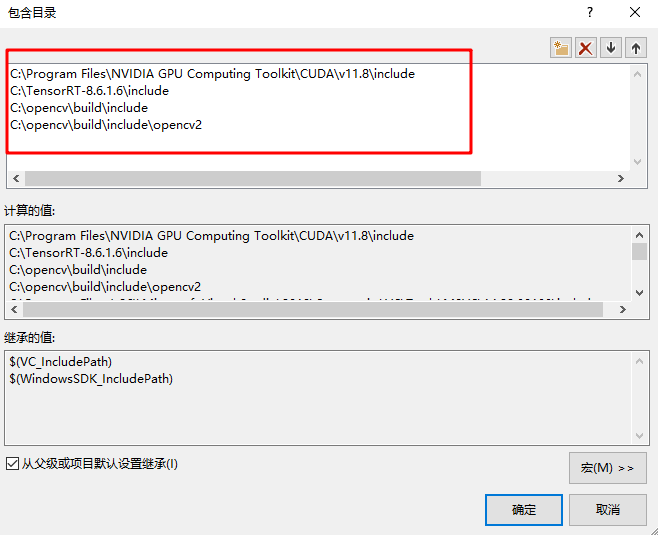 包含目录
? ×
C:\Program Files\NVIDIA GPU Computing Toolkit\CUDA\v11.8\include
C:\TensorRT-8.6.1.6\include
C:\opencv\build\include
C:\opencv\build\include\opencv2
计算的值:
C:\Program Files\NVIDIA GPU Computing Toolkit\CUDA\v11.8\include
C:\TensorRT-8.6.1.6\include
C:\opencv\build\include
C:\opencv\build\include\opencv2
继承的值:
$(VC_IncludePath)
$(WindowsSDK_IncludePath)
从父级或项目默认设置继承(I)
宏(M) >>
确定
取消